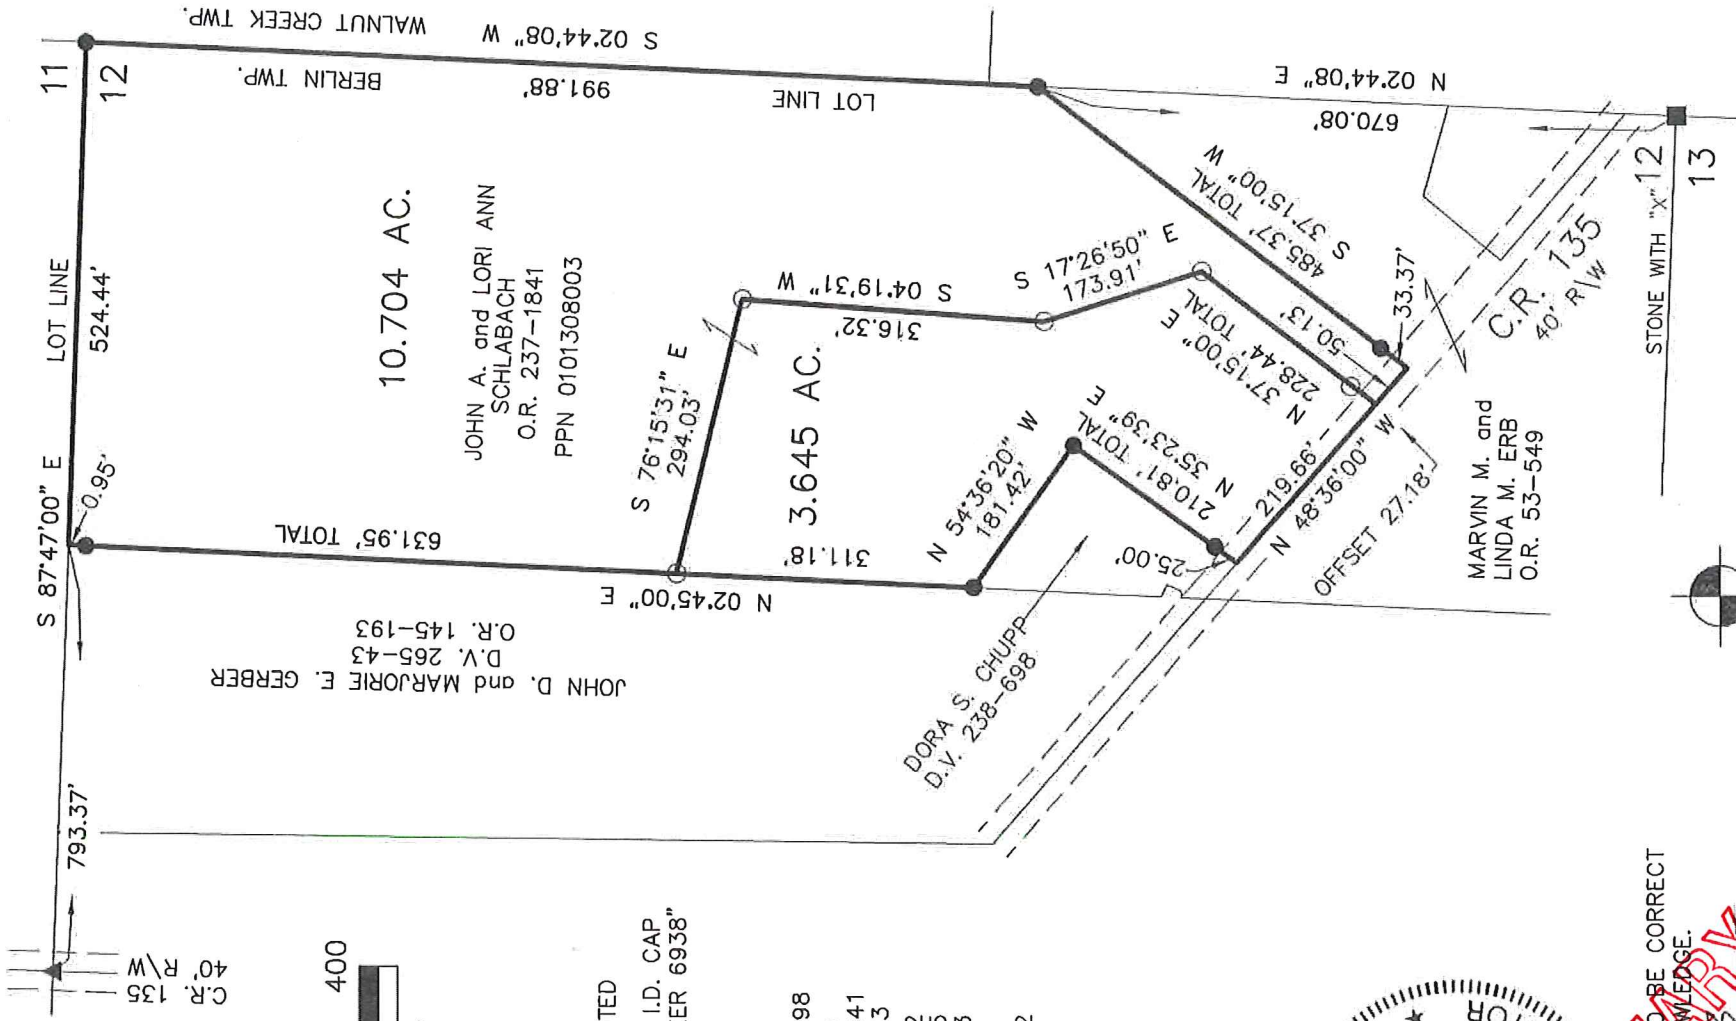 WALNUT CREEK TWP.
S 02°44'08" W
11
12
BERLIN TWP.
991.88'
LOT LINE
N 02°44'08" E
670.08'
LOT LINE
524.44'
S 87°47'00" E
0.95'
10.704 AC.
JOHN A. and LORI ANN
SCHLABACH
O.R. 237-1841
PPN 0101308003
631.95' TOTAL
S 76°15'31" E
294.03'
S 04°19'31" W
316.32'
S 17°26'50" E
173.91'
S 37°15'00" W
485.37' TOTAL
33.37'
N 37°15'00" E
228.44' TOTAL
50.13'
3.645 AC.
311.18'
N 02°45'00" E
N 54°36'20" W
181.42'
N 35°23'39" E
210.81' TOTAL
25.00'
219.66'
N 48°36'00" W
OFFSET 27.18'
C.R. 135
40' R\W
STONE WITH "X"
12
13
MARVIN M. and
LINDA M. ERB
O.R. 53-549
JOHN D. and MARJORIE E. GERBER
D.V. 265-43
O.R. 145-193
DORA S. CHUPP
D.V. 238-698
793.37'
C.R. 135
40' R\W
400
TED
I.D. CAP
ER 6938"
98
41
3
2
O BE CORRECT
WLEDGE.
ARY